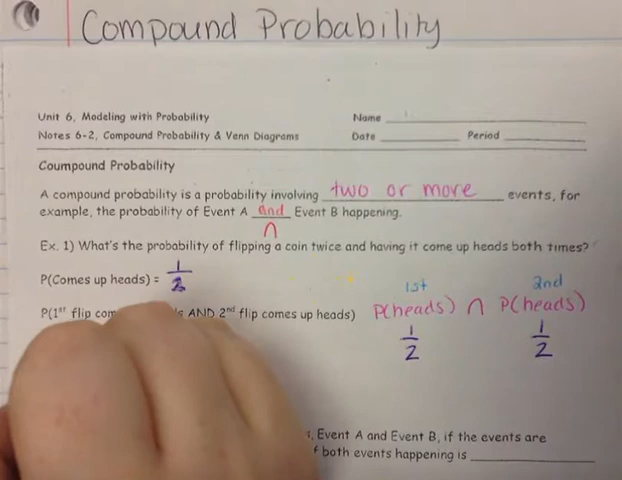 Compound Probability
Unit 6, Modeling with Probability Name
Notes 6-2, Compound Probability & Venn Diagrams Date Period
Coumpound Probability
A compound probability is a probability involving two or more events, for
example, the probability of Event A and Event B happening.
∩
Ex. 1) What's the probability of flipping a coin twice and having it come up heads both times?
P(Comes up heads) = 1/2
1st 2nd
P(1st flip com AND 2nd flip comes up heads) P(heads) ∩ P(heads)
1/2 1/2
, Event A and Event B, if the events are
both events happening is